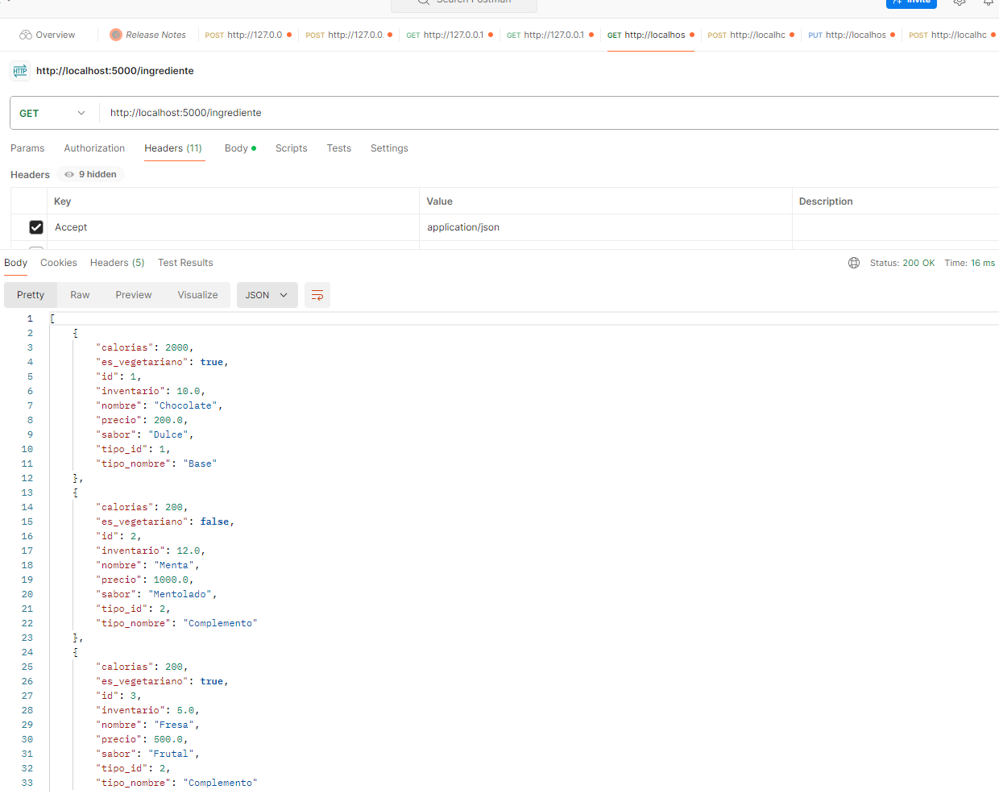 Search Postman
Invite
Overview
Release Notes
POST http://127.0.0
POST http://127.0.0.
GET http://127.0.0.1
GET http://127.0.0.1
GET http://localhos
POST http://localhc
PUT http://localhos
POST http://localhc
HTTP http://localhost:5000/ingrediente
GET http://localhost:5000/ingrediente
Params Authorization Headers (11) Body Scripts Tests Settings
Headers 9 hidden
Key Value Description
Accept application/json
Body Cookies Headers (5) Test Results Status: 200 OK Time: 16 ms
Pretty Raw Preview Visualize JSON
1 [
2 {
3 "calorias": 2000,
4 "es_vegetariano": true,
5 "id": 1,
6 "inventario": 10.0,
7 "nombre": "Chocolate",
8 "precio": 200.0,
9 "sabor": "Dulce",
10 "tipo_id": 1,
11 "tipo_nombre": "Base"
12 },
13 {
14 "calorias": 200,
15 "es_vegetariano": false,
16 "id": 2,
17 "inventario": 12.0,
18 "nombre": "Menta",
19 "precio": 1000.0,
20 "sabor": "Mentolado",
21 "tipo_id": 2,
22 "tipo_nombre": "Complemento"
23 },
24 {
25 "calorias": 200,
26 "es_vegetariano": true,
27 "id": 3,
28 "inventario": 5.0,
29 "nombre": "Fresa",
30 "precio": 500.0,
31 "sabor": "Frutal",
32 "tipo_id": 2,
33 "tipo_nombre": "Complemento"